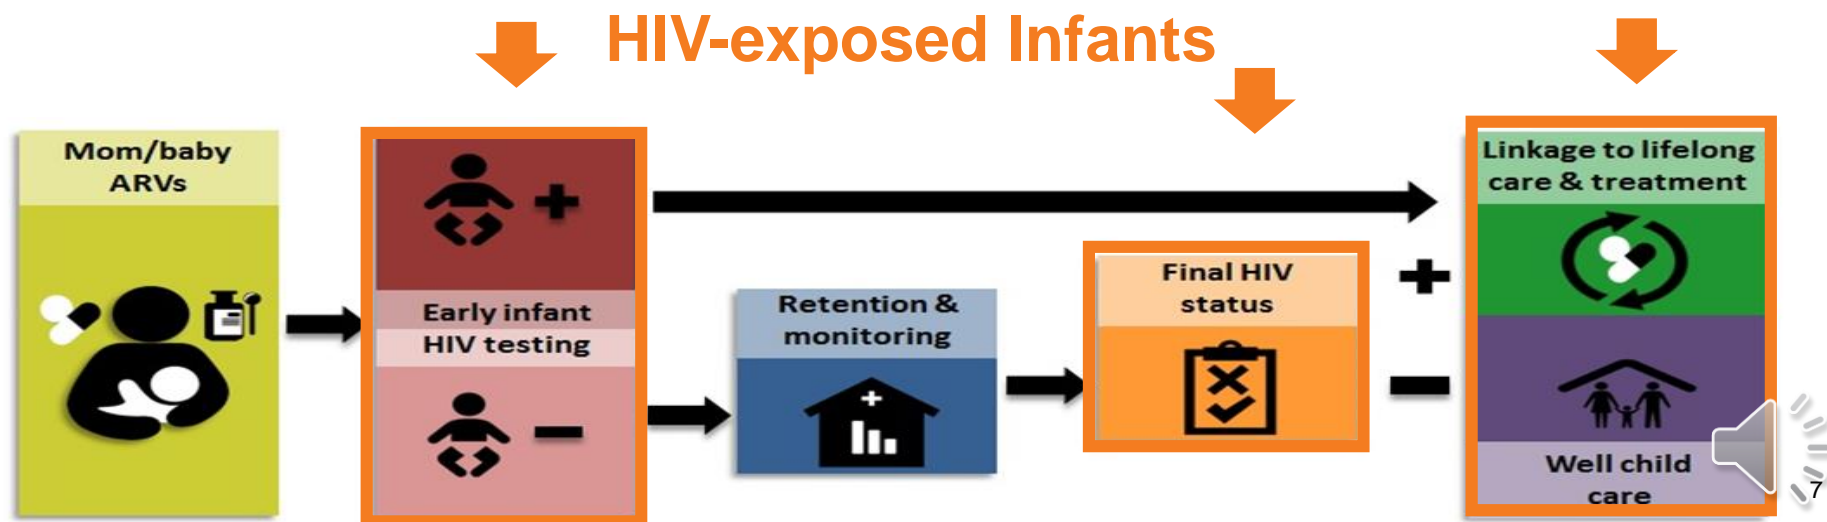 HIV-exposed Infants
Mom/baby
ARVs
Early infant
HIV testing
Retention &
monitoring
Final HIV
status
Linkage to lifelong
care & treatment
Well child
care
7